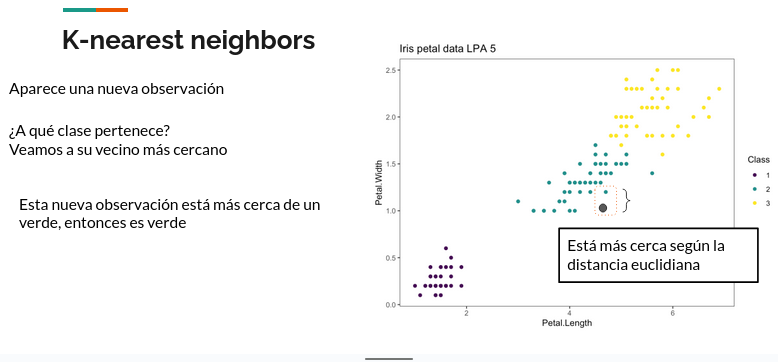 K-nearest neighbors
Aparece una nueva observación
¿A qué clase pertenece?
Veamos a su vecino más cercano
Esta nueva observación está más cerca de un
verde, entonces es verde
Iris petal data LPA 5
2.5
2.0
1.5
1.0
0.5
0.0
Petal.Width
2
4
6
Petal.Length
Class
1
2
3
}
Está más cerca según la
distancia euclidiana